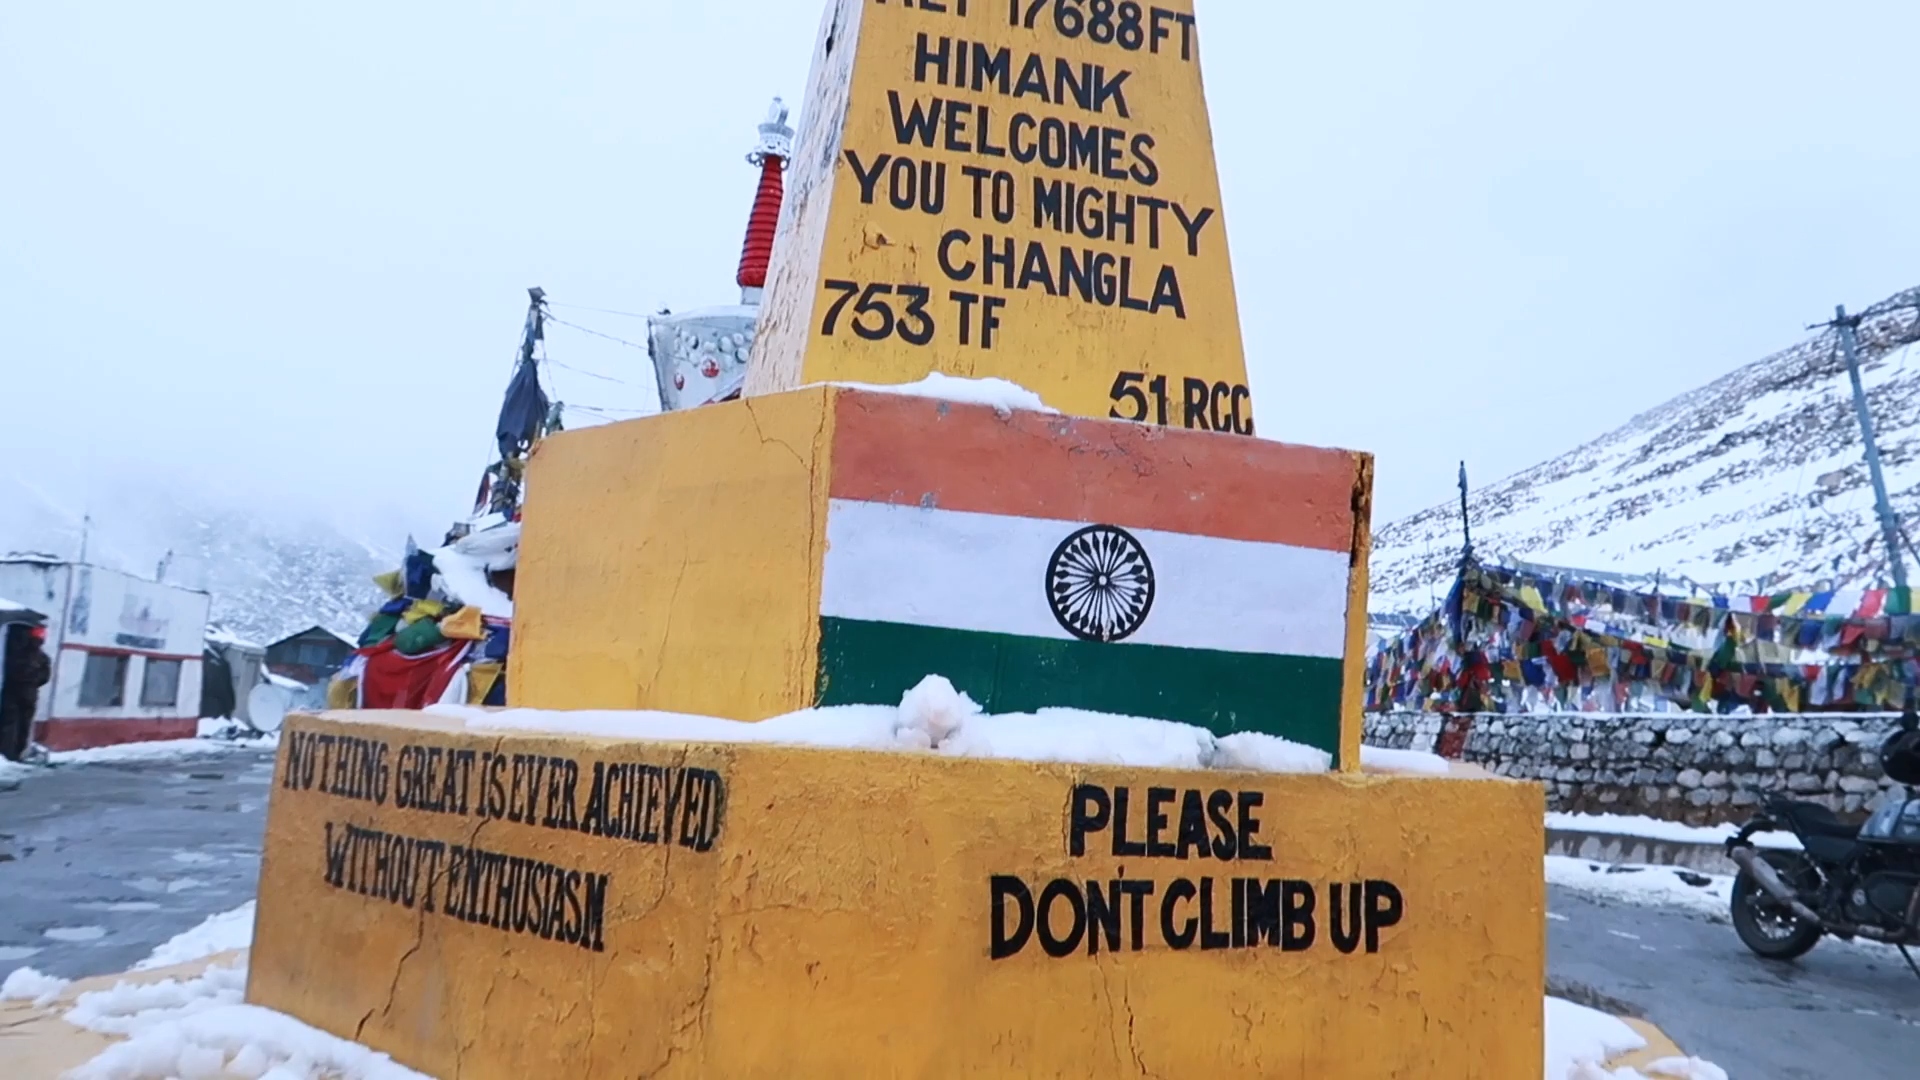 ALT 17688FT
HIMANK
WELCOMES
YOU TO MIGHTY
CHANGLA
753 TF
51 RCC
NOTHING GREAT IS EVER ACHIEVED
WITHOUT ENTHUSIASM
PLEASE
DON'T CLIMB UP